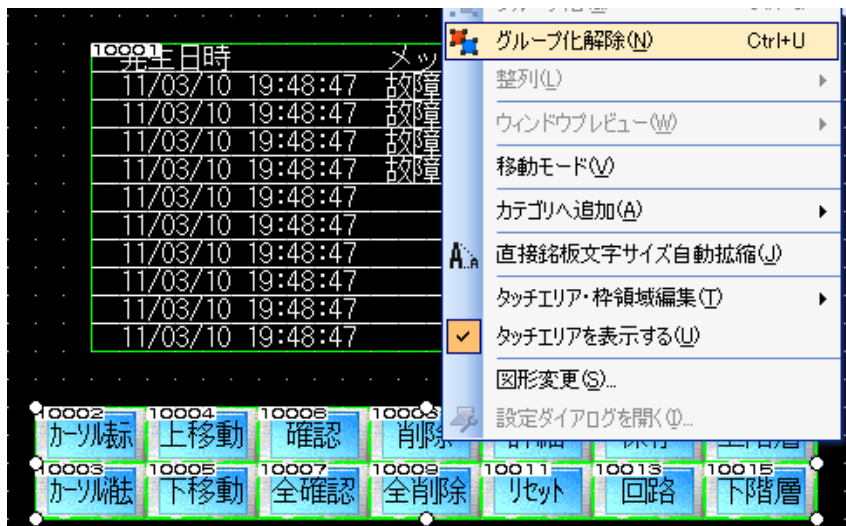 グループ化解除(N) Ctrl+U
整列(L)
ウィンドウプレビュー(W)
移動モード(V)
カテゴリへ追加(A)
直接銘板文字サイズ自動拡縮(J)
タッチエリア・枠領域編集(T)
タッチエリアを表示する(U)
図形変更(S)...
設定ダイアログを開く(I)...
10001
発生日時 メッ
11/03/10 19:48:47 故障
11/03/10 19:48:47 故障
11/03/10 19:48:47 故障
11/03/10 19:48:47 故障
11/03/10 19:48:47
11/03/10 19:48:47
11/03/10 19:48:47
11/03/10 19:48:47
11/03/10 19:48:47
11/03/10 19:48:47
10002 10004 10006 10008
カーソル表示 上移動 確認 削除
10003 10005 10007 10009 10011 10013 10015
カーソル消去 下移動 全確認 全削除 リセット 回路 下階層